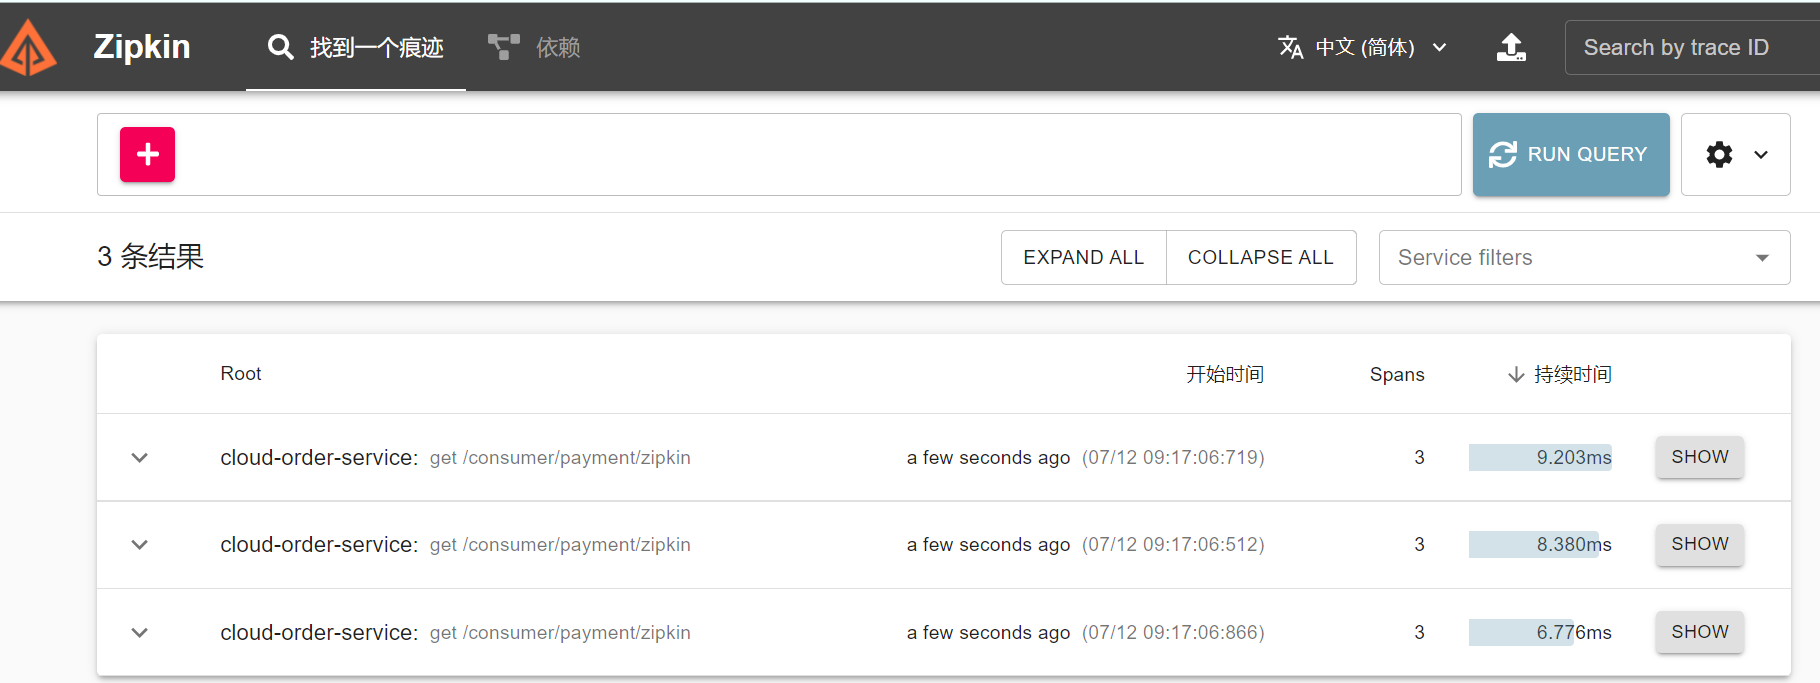 Zipkin 找到一个痕迹 依赖 中文 (简体) Search by trace ID
RUN QUERY
3 条结果 EXPAND ALL COLLAPSE ALL Service filters
Root 开始时间 Spans 持续时间
cloud-order-service: get /consumer/payment/zipkin a few seconds ago (07/12 09:17:06:719) 3 9.203ms SHOW
cloud-order-service: get /consumer/payment/zipkin a few seconds ago (07/12 09:17:06:512) 3 8.380ms SHOW
cloud-order-service: get /consumer/payment/zipkin a few seconds ago (07/12 09:17:06:866) 3 6.776ms SHOW